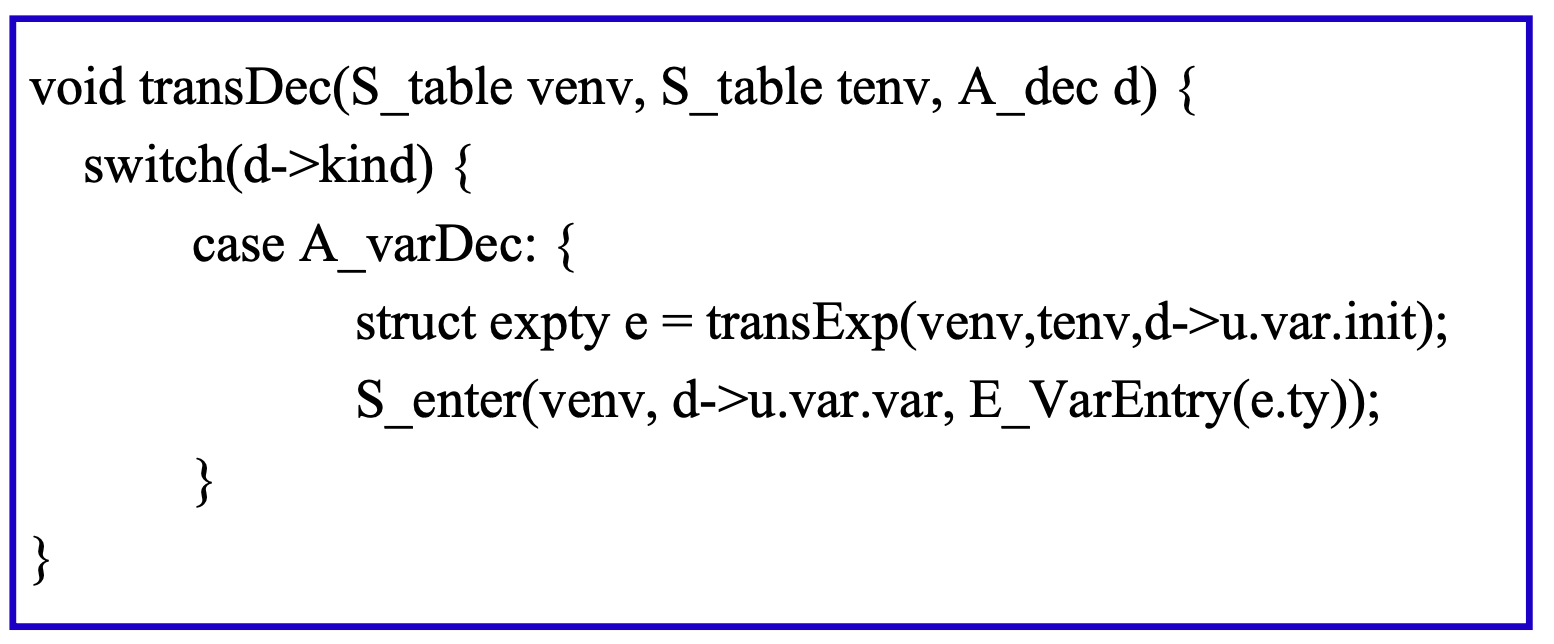 void transDec(S_table venv, S_table tenv, A_dec d) {
switch(d->kind) {
case A_varDec: {
struct expty e = transExp(venv,tenv,d->u.var.init);
S_enter(venv, d->u.var.var, E_VarEntry(e.ty));
}
}